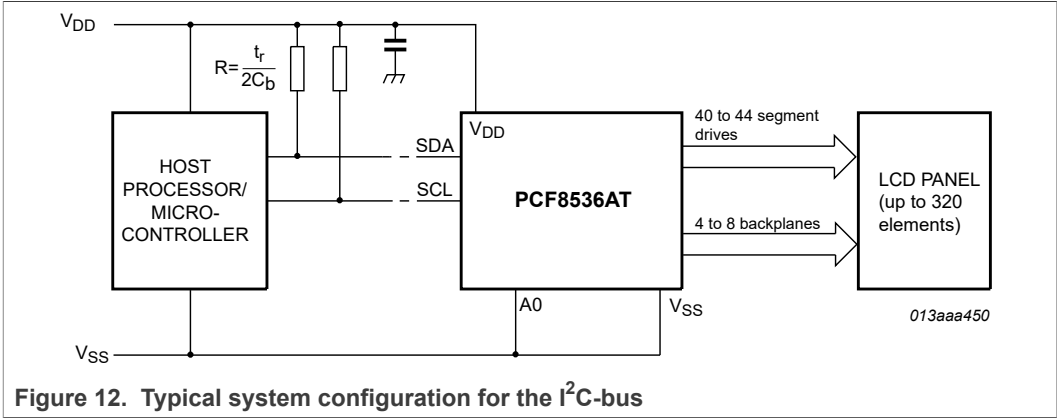 VDD
R= tr
2Cb
HOST
PROCESSOR/
MICRO-
CONTROLLER
SDA
SCL
VDD
PCF8536AT
A0
VSS
40 to 44 segment
drives
4 to 8 backplanes
LCD PANEL
(up to 320
elements)
013aaa450
VSS
Figure 12. Typical system configuration for the I²C-bus